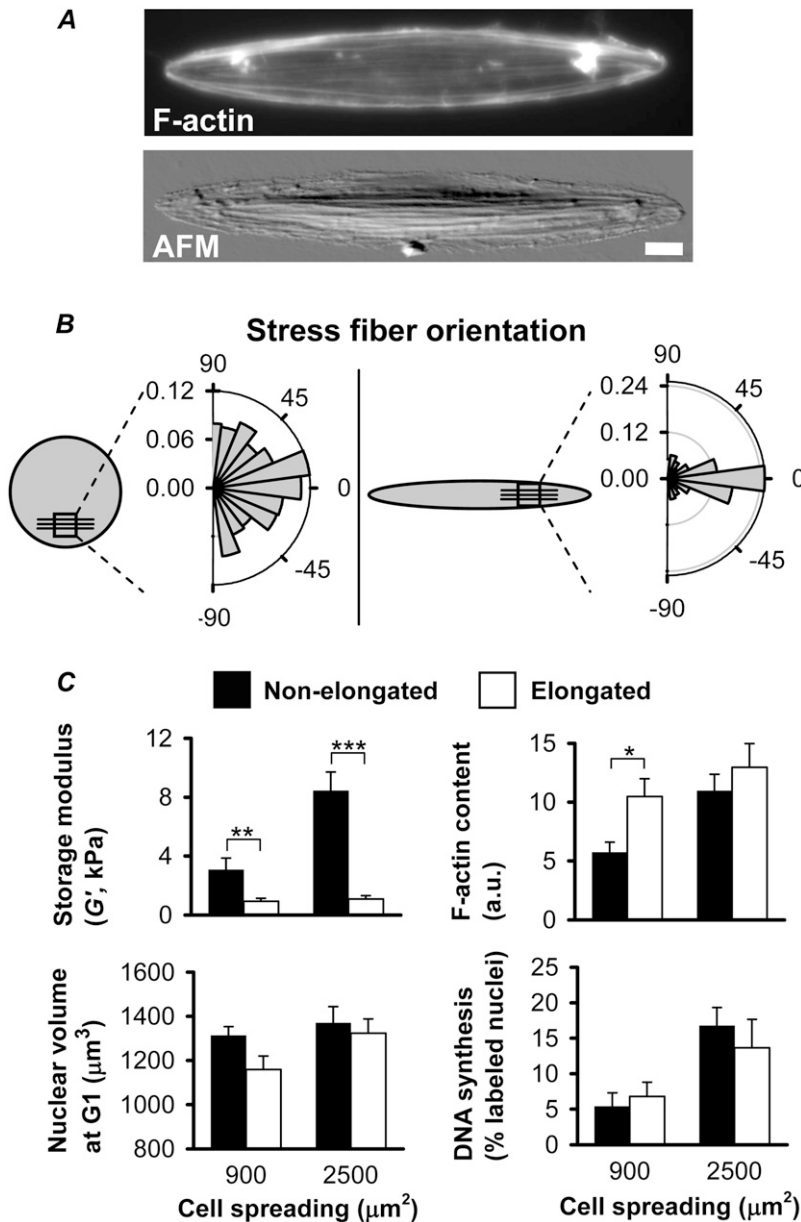 A
F-actin
AFM
B
Stress fiber orientation
90
0.12
45
0.06
0.00
0
-45
-90
90
0.24
45
0.12
0.00
0
-45
-90
C
Non-elongated
Elongated
Storage modulus
(G', kPa)
12
8
4
0
**
***
F-actin content
(a.u.)
15
10
5
0
*
Nuclear volume
at G1 (μm³)
1600
1400
1200
1000
800
900
2500
Cell spreading (μm²)
DNA synthesis
(% labeled nuclei)
25
20
15
10
5
0
900
2500
Cell spreading (μm²)